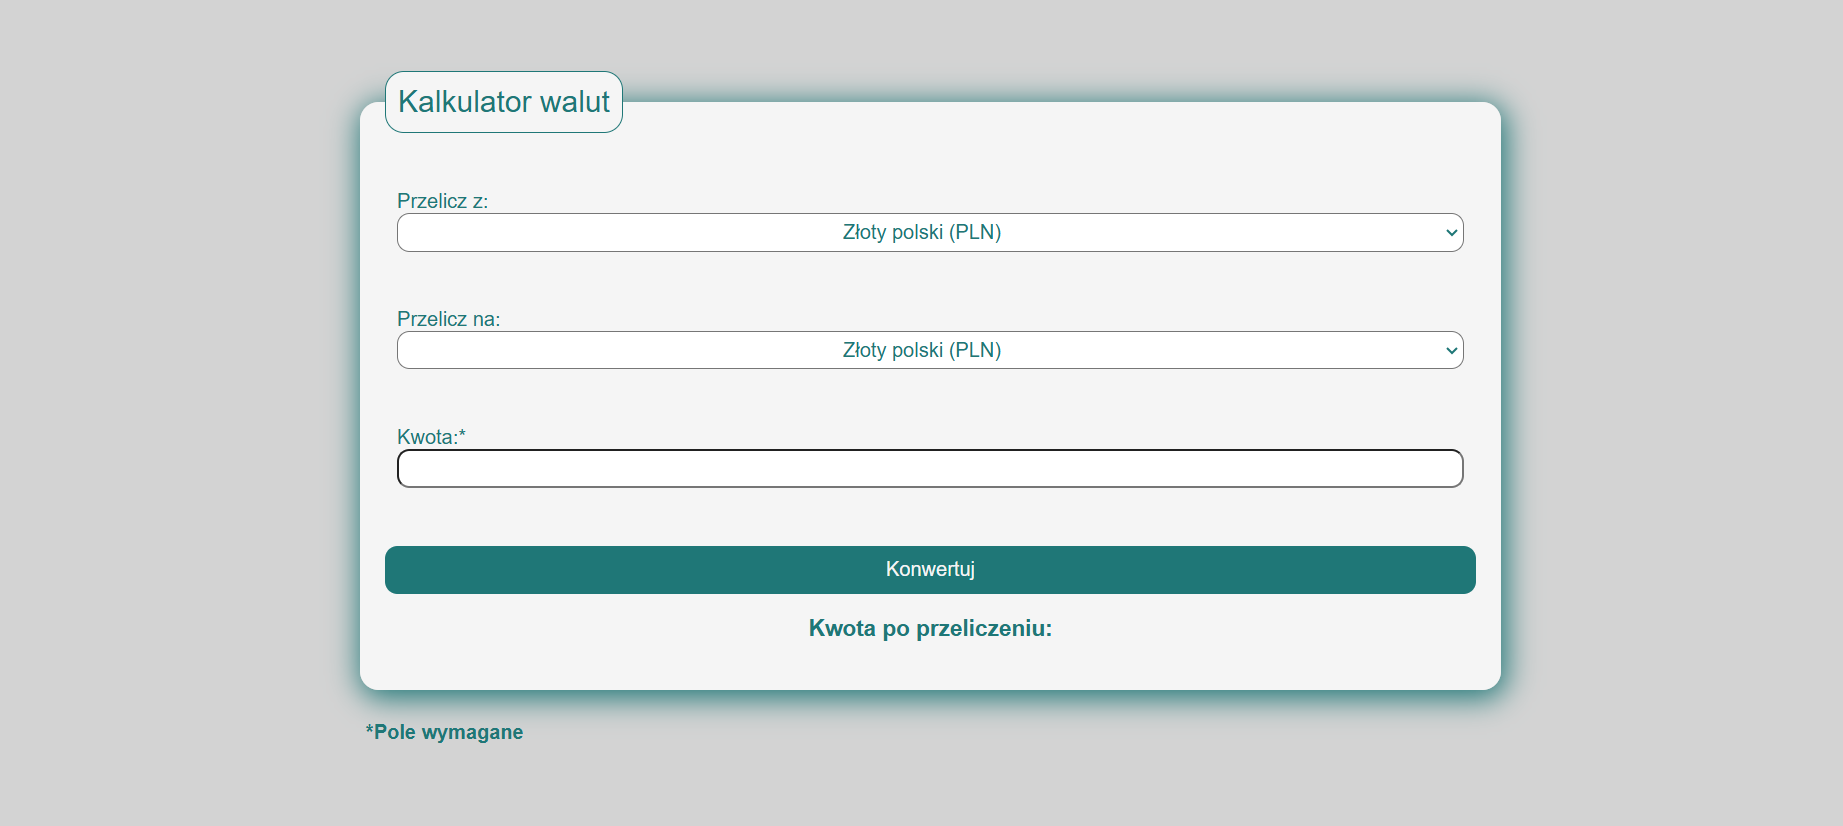 Kalkulator walut
Przelicz z:
Złoty polski (PLN)
Przelicz na:
Złoty polski (PLN)
Kwota:*
Konwertuj
Kwota po przeliczeniu:
*Pole wymagane